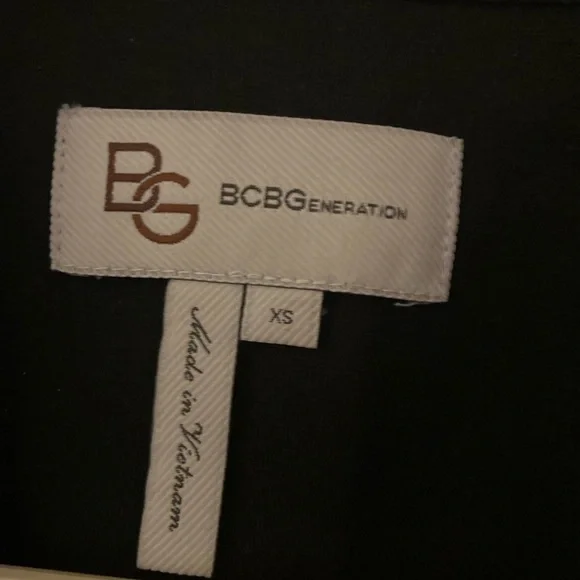 BG
BCBGENERATION
XS
Made in Vietnam